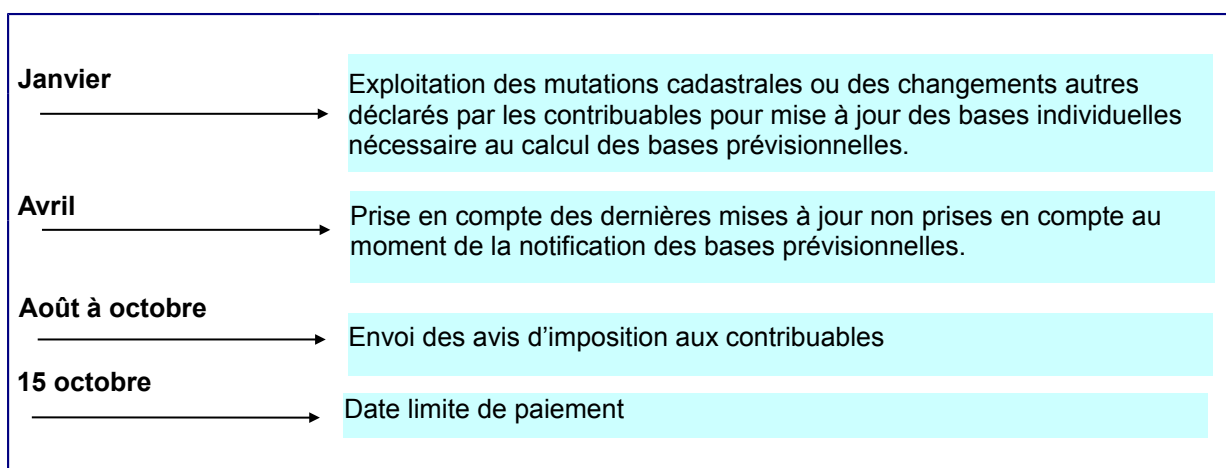 Janvier
Exploitation des mutations cadastrales ou des changements autres
déclarés par les contribuables pour mise à jour des bases individuelles
nécessaire au calcul des bases prévisionnelles.
Avril
Prise en compte des dernières mises à jour non prises en compte au
moment de la notification des bases prévisionnelles.
Août à octobre
Envoi des avis d’imposition aux contribuables
15 octobre
Date limite de paiement